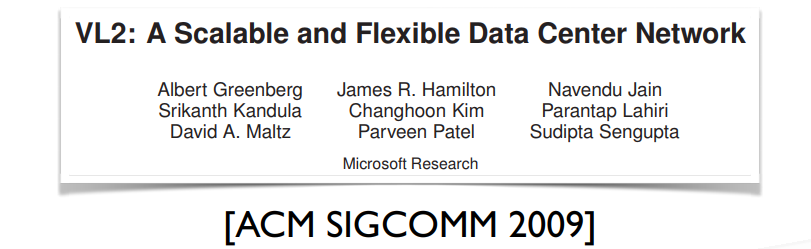 VL2: A Scalable and Flexible Data Center Network
Albert Greenberg James R. Hamilton Navendu Jain
Srikanth Kandula Changhoon Kim Parantap Lahiri
David A. Maltz Parveen Patel Sudipta Sengupta
Microsoft Research
[ACM SIGCOMM 2009]